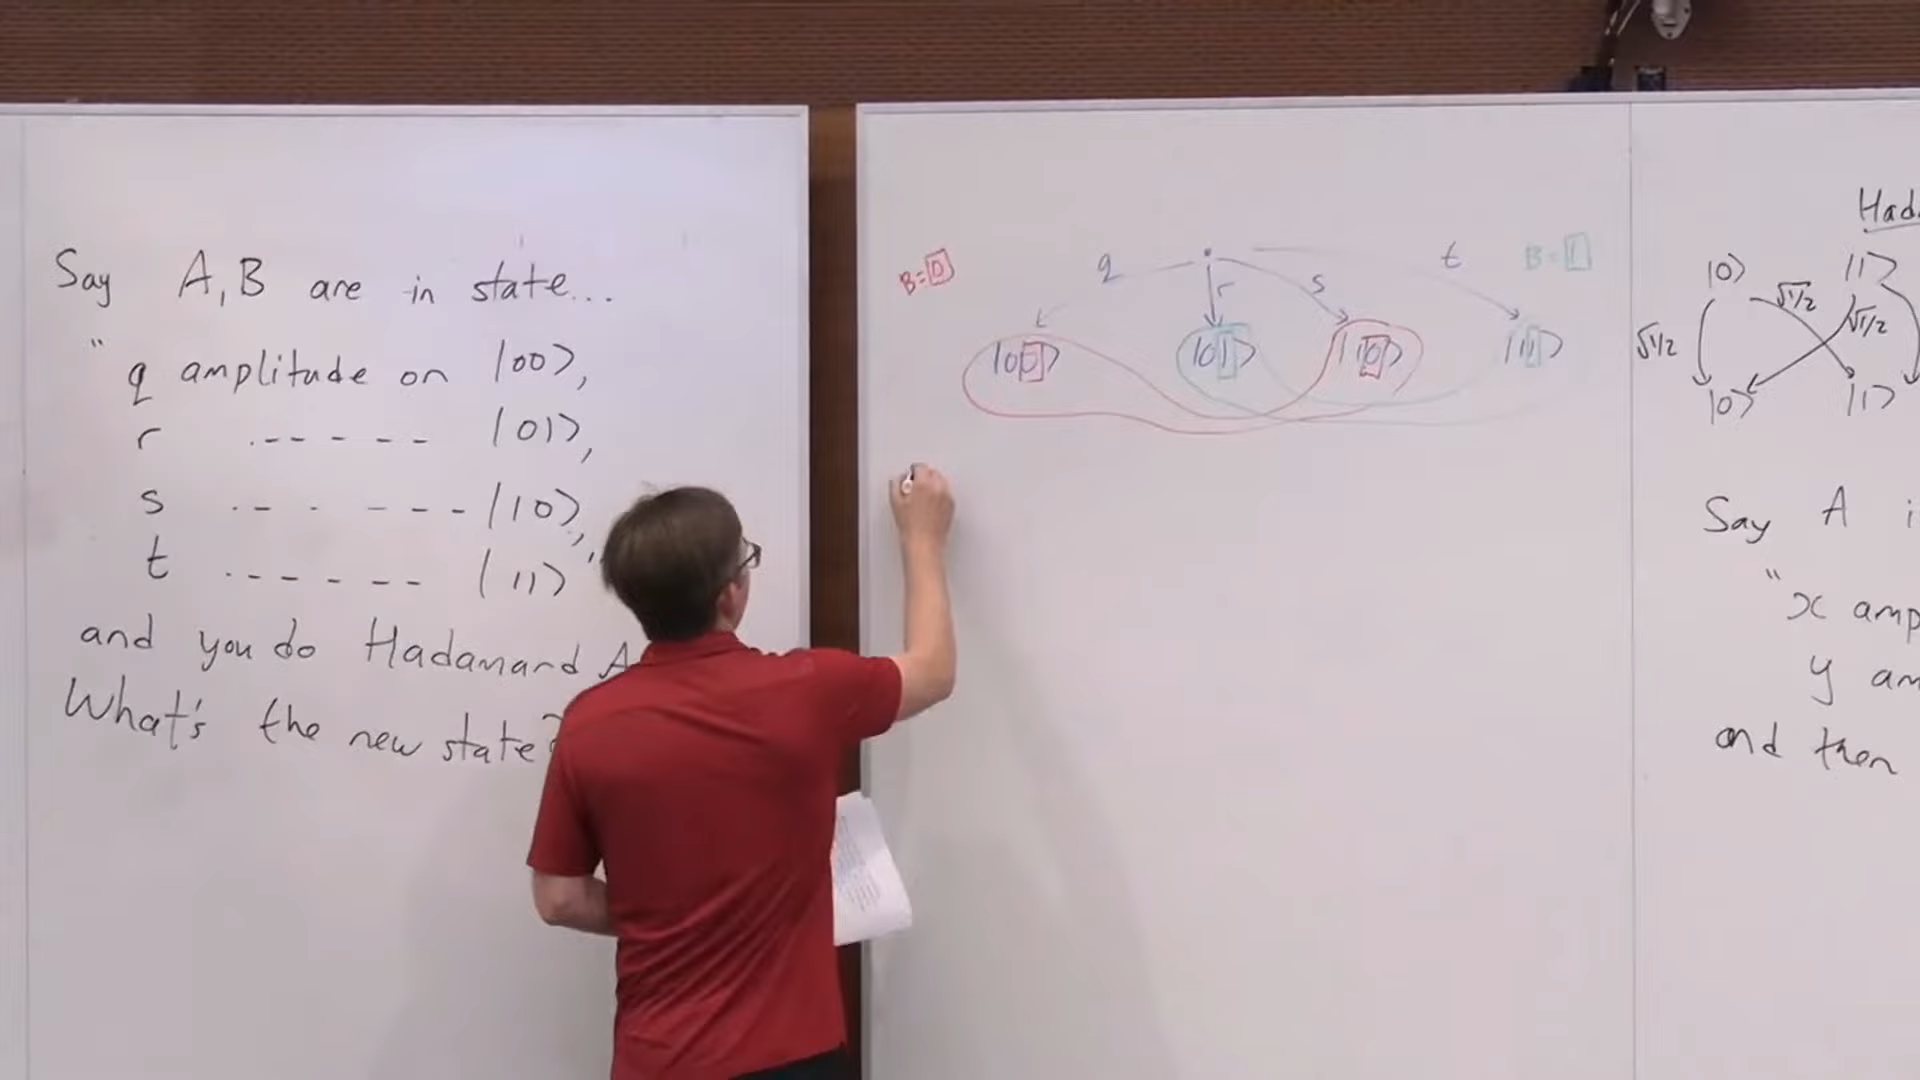 Say A, B are in state...
"q amplitude on |00⟩,
r ------ |01⟩,
s ------ |10⟩,
t ------ |11⟩"
and you do Hadamard A
What's the new state?
B=0
q
r
s
t
B=1
|00⟩ |01⟩ |10⟩ |11⟩
|0⟩ |1⟩
√1/2 √1/2 √1/2
|0⟩ |1⟩
Say A
"x amp
y am
and then